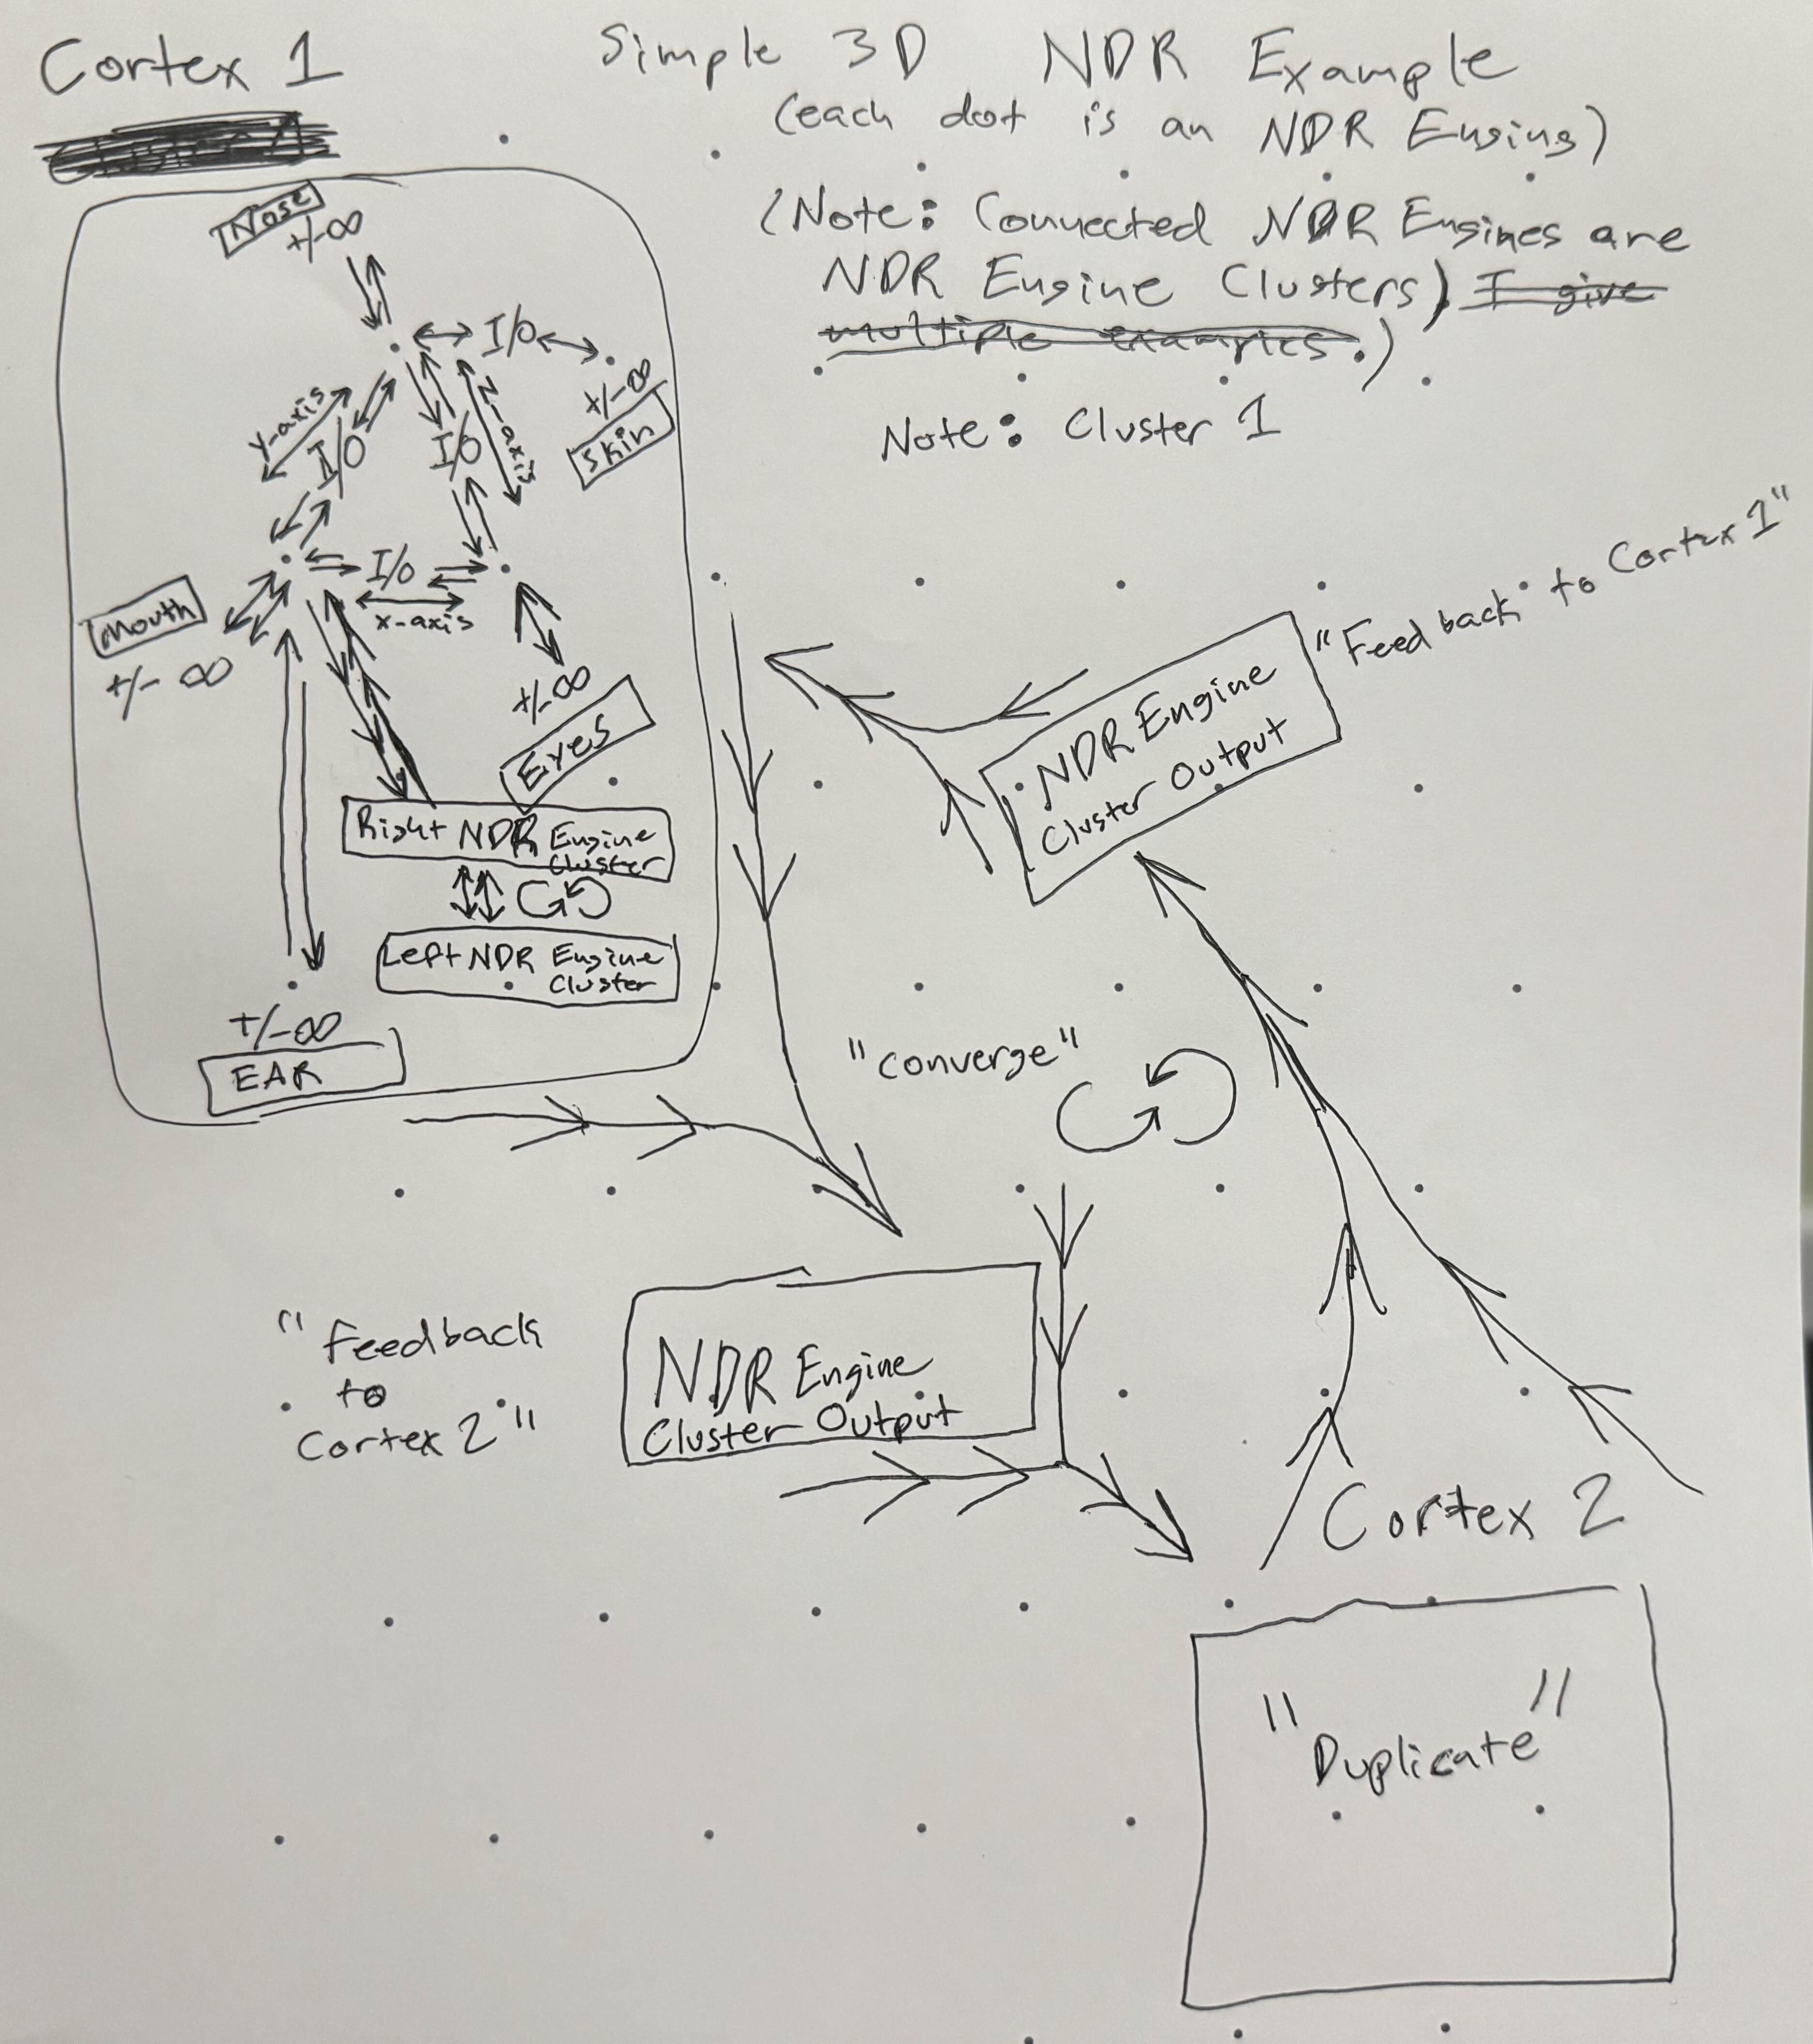 Cortex 1
Simple 3D NDR Example
(each dot is an NDR Engine)
(Note: Connected NDR Engines are
NDR Engine Clusters) I give
multiple examples.)
Note: Cluster 1
Nose
+/-∞
I/O
+/-∞
Skin
y-axis
I/O
I/O
z-axis
I/O
x-axis
Mouth
+/-∞
+/-∞
Eyes
Right NDR Engine
Cluster
Left NDR Engine
Cluster
+/-∞
EAR
"Feedback to Cortex 1"
NDR Engine
Cluster Output
"converge"
"Feedback
to
Cortex 2"
NDR Engine
Cluster Output
Cortex 2
"Duplicate"